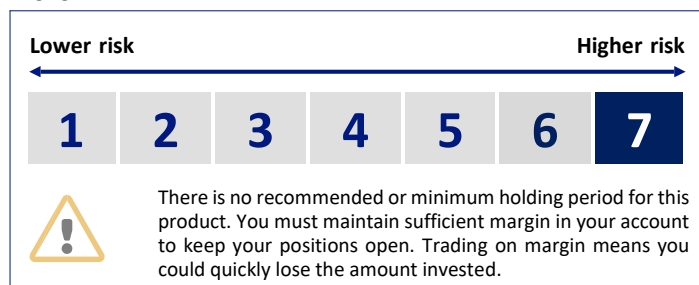 Lower risk Higher risk
1 2 3 4 5 6 7
There is no recommended or minimum holding period for this
product. You must maintain sufficient margin in your account
to keep your positions open. Trading on margin means you
could quickly lose the amount invested.